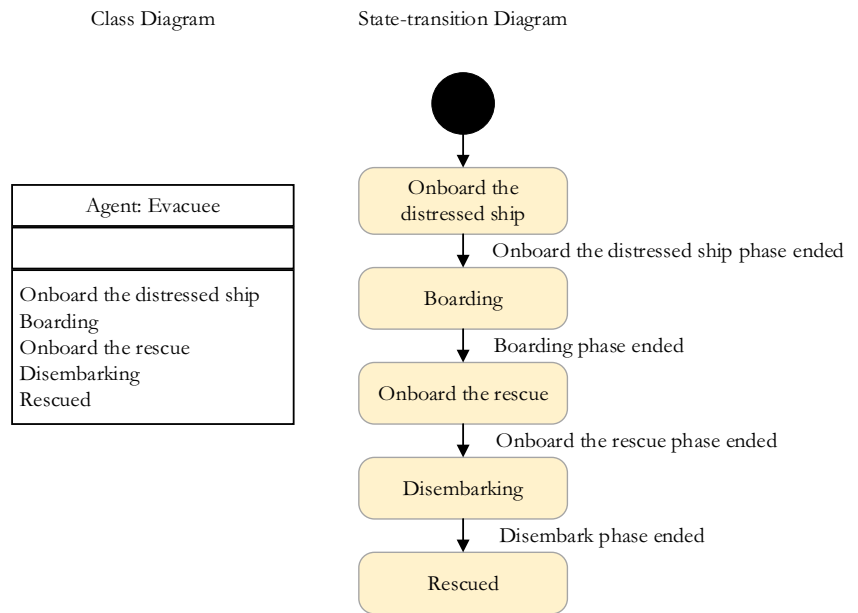 Class Diagram
State-transition Diagram
Agent: Evacuee
Onboard the distressed ship
Boarding
Onboard the rescue
Disembarking
Rescued
Onboard the
distressed ship
Onboard the distressed ship phase ended
Boarding
Boarding phase ended
Onboard the rescue
Onboard the rescue phase ended
Disembarking
Disembark phase ended
Rescued